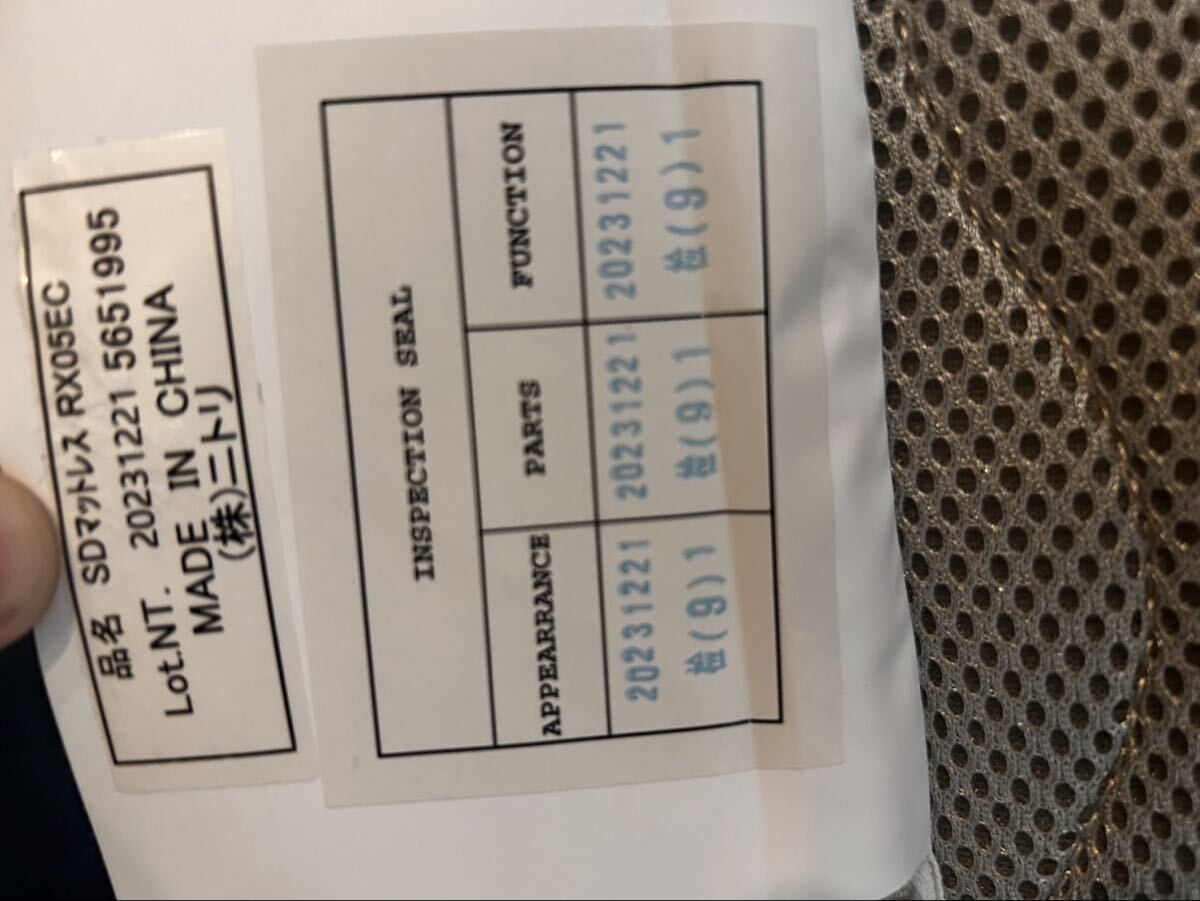 品名 SDマットレス RX05EC
Lot.NT. 20231221 5651995
MADE IN CHINA
(株)ニトリ
INSPECTION SEAL
APPEARRANCE PARTS FUNCTION
20231221 20231221 20231221
検(9)1 検(9)1 検(9)1